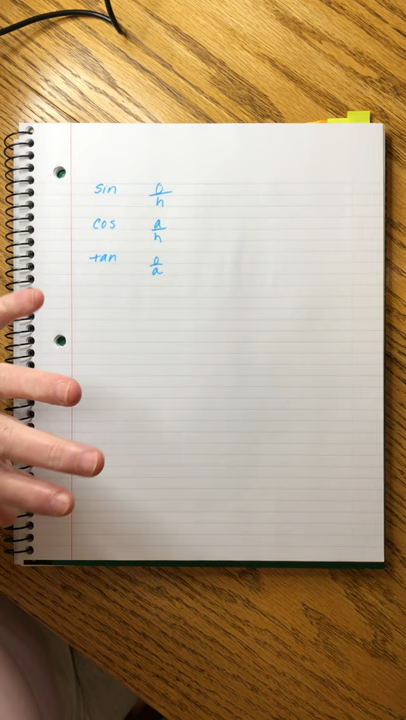 sin o/h
cos a/h
tan o/a